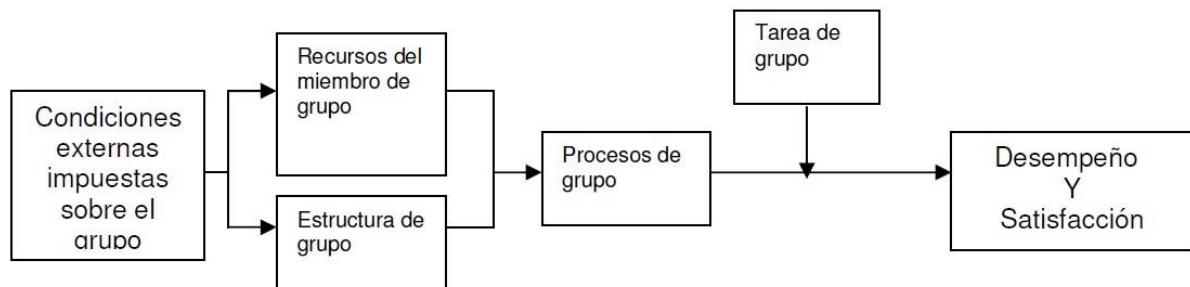 Condiciones
externas
impuestas
sobre el
grupo
Recursos del
miembro de
grupo
Estructura de
grupo
Procesos de
grupo
Tarea de
grupo
Desempeño
Y
Satisfacción